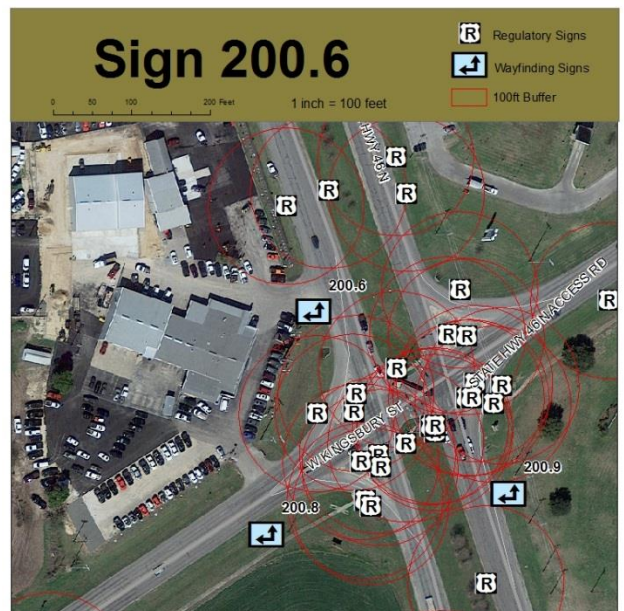 Sign 200.6
R Regulatory Signs
Wayfinding Signs
100ft Buffer
0 50 100 200 Feet
1 inch = 100 feet
HWY 46 N
R
R
R
R
200.6
R
R
STATE HWY 46 N ACCESS RD
R
R
R
R
R
R
R
R
R
R
R
W KINGSBURY ST
R
R
R
R
R
200.9
200.8
R
R